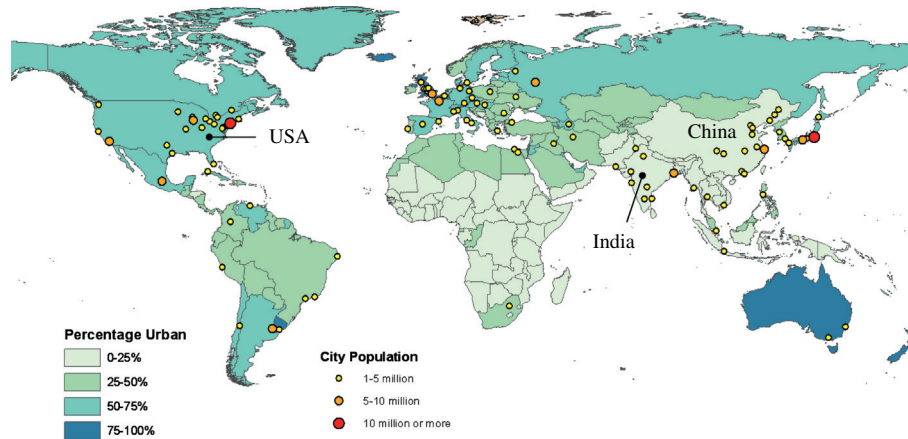 USA
China
India
Percentage Urban
0-25%
25-50%
50-75%
75-100%
City Population
1-5 million
5-10 million
10 million or more